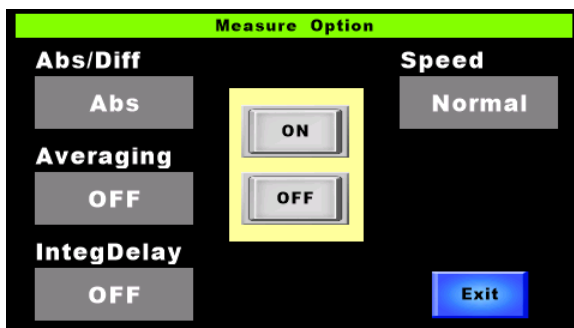 Measure Option
Abs/Diff
Abs
Averaging
OFF
IntegDelay
OFF
ON
OFF
Speed
Normal
Exit